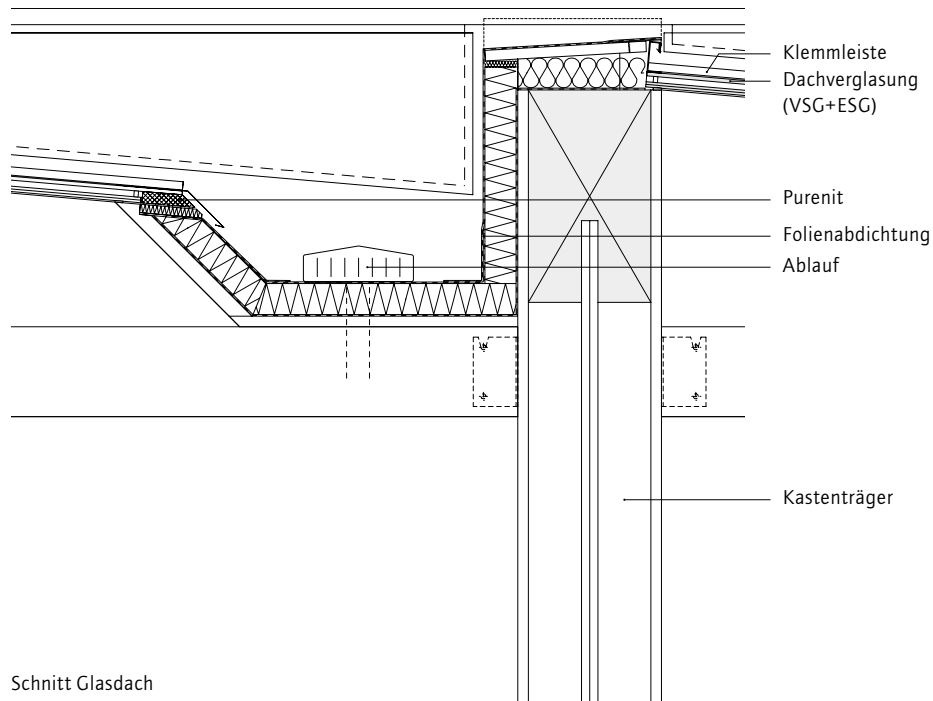 Klemmleiste
Dachverglasung
(VSG+ESG)
Purenit
Folienabdichtung
Ablauf
Kastenträger
Schnitt Glasdach